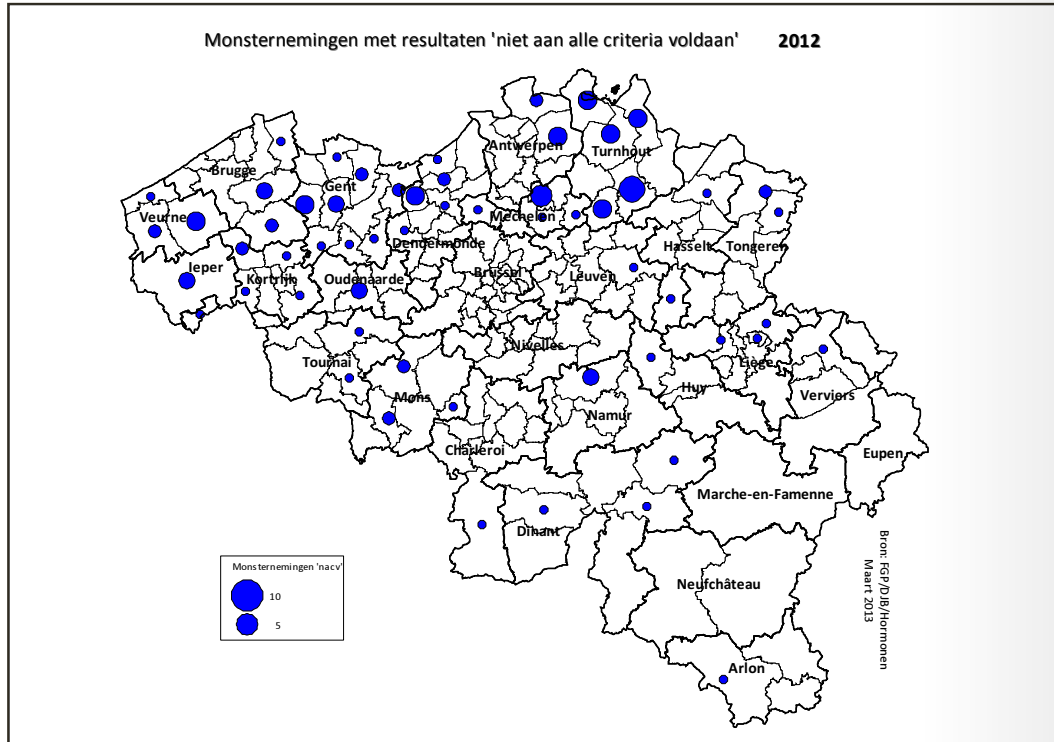 Monsternemingen met resultaten 'niet aan alle criteria voldaan' 2012
Antwerpen
Turnhout
Brugge
Gent
Veurne
Mechelen
Dendermonde
Hasselt
Tongeren
Ieper
Kortrijk
Oudenaarde
Brussel
Leuven
Nivelles
Tournai
Liège
Huy
Mons
Verviers
Namur
Charleroi
Eupen
Marche-en-Famenne
Dinant
Neufchâteau
Arlon
Monsternemingen 'nacv'
10
5
Bron: FGP/DJB/Hormonen
Maart 2013